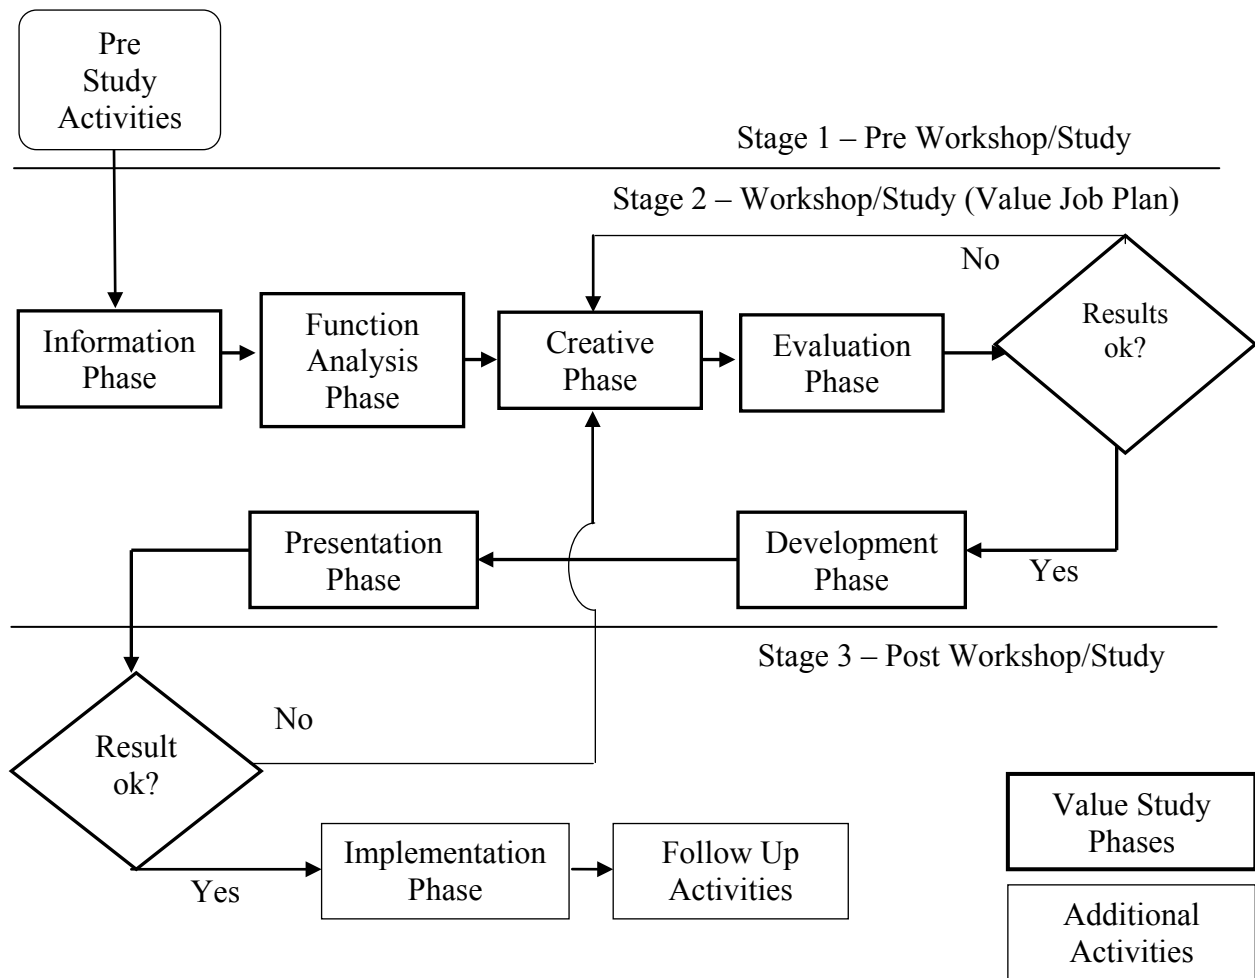 Pre
Study
Activities
Stage 1 – Pre Workshop/Study
Stage 2 – Workshop/Study (Value Job Plan)
No
Information
Phase
Function
Analysis
Phase
Creative
Phase
Evaluation
Phase
Results
ok?
Presentation
Phase
Development
Phase
Yes
Stage 3 – Post Workshop/Study
Result
ok?
No
Yes
Implementation
Phase
Follow Up
Activities
Value Study
Phases
Additional
Activities